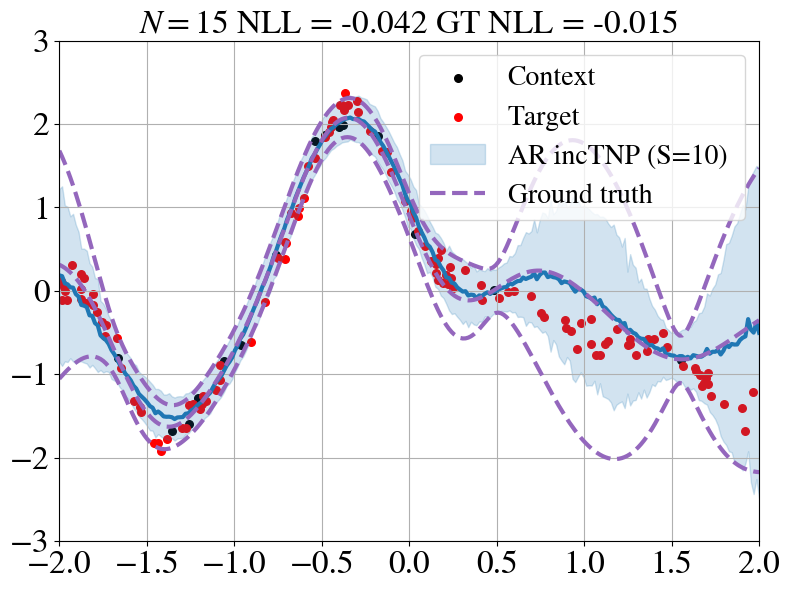 N = 15 NLL = -0.042 GT NLL = -0.015
3
2
1
0
−1
−2
−3
Context
Target
AR incTNP (S=10)
Ground truth
−2.0 −1.5 −1.0 −0.5 0.0 0.5 1.0 1.5 2.0